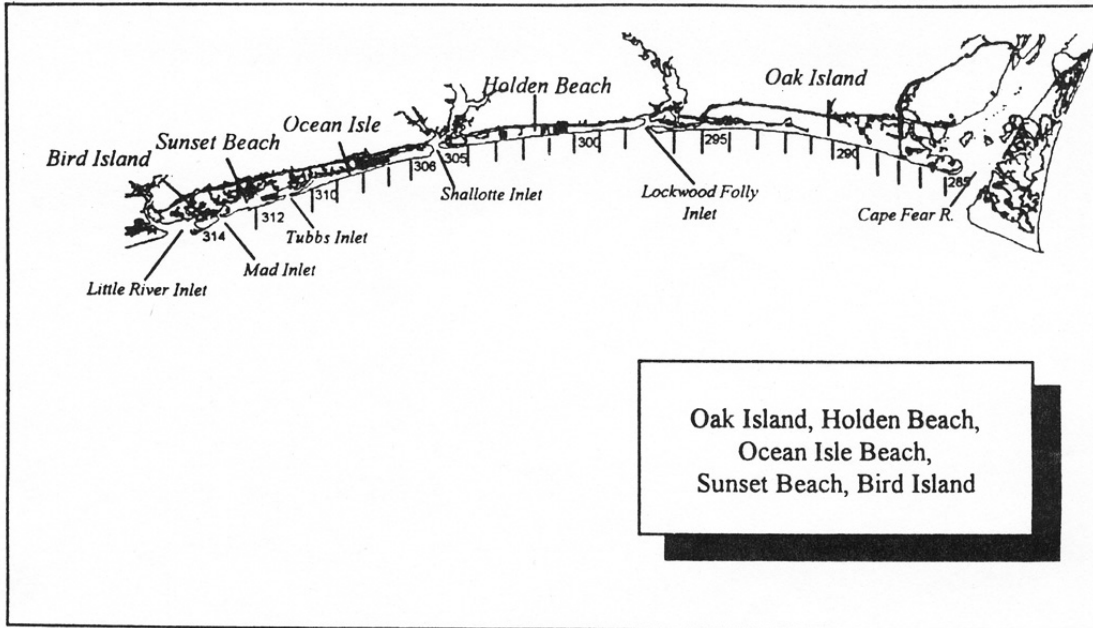 Oak Island
Holden Beach
Ocean Isle
Sunset Beach
Bird Island
285
290
295
300
305
306
310
312
314
Cape Fear R.
Lockwood Folly
Inlet
Shallotte Inlet
Tubbs Inlet
Mad Inlet
Little River Inlet
Oak Island, Holden Beach,
Ocean Isle Beach,
Sunset Beach, Bird Island